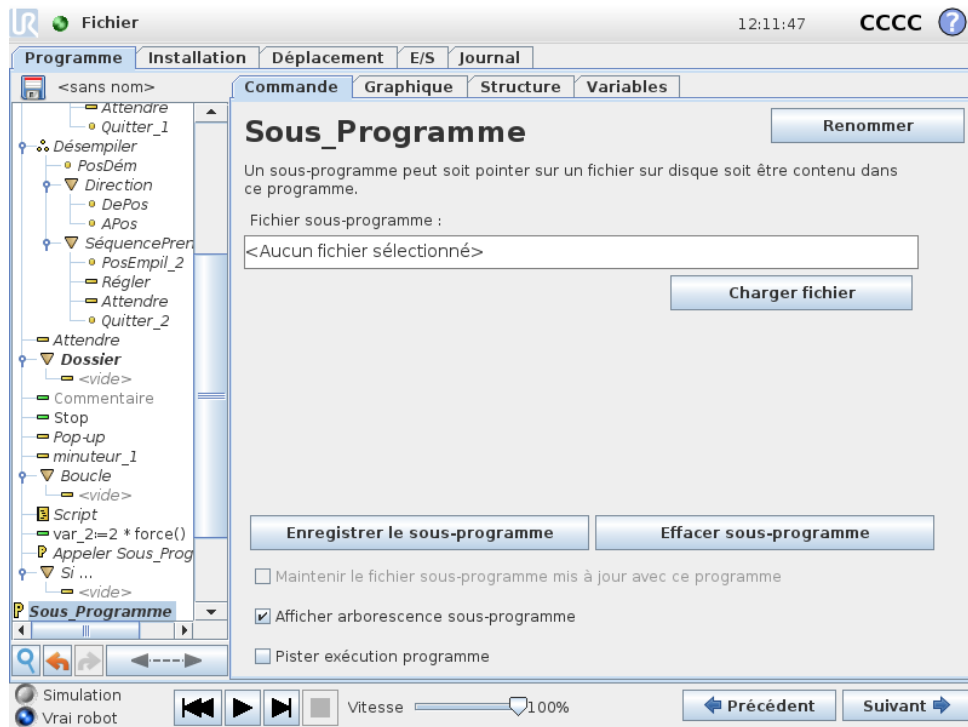 Fichier
12:11:47
CCCC
?
Programme Installation Déplacement E/S Journal
<sans nom>
Commande Graphique Structure Variables
Attendre
Quitter_1
Désempiler
PosDém
Direction
DePos
APos
SéquencePren
PosEmpil_2
Régler
Attendre
Quitter_2
Attendre
Dossier
<vide>
Commentaire
Stop
Pop-up
minuteur_1
Boucle
<vide>
Script
var_2:=2 * force()
Appeler Sous_Prog
Si ...
<vide>
Sous_Programme
Sous_Programme
Renommer
Un sous-programme peut soit pointer sur un fichier sur disque soit être contenu dans
ce programme.
Fichier sous-programme :
<Aucun fichier sélectionné>
Charger fichier
Enregistrer le sous-programme
Effacer sous-programme
Maintenir le fichier sous-programme mis à jour avec ce programme
Afficher arborescence sous-programme
Pister exécution programme
Simulation
Vrai robot
Vitesse 100%
Précédent
Suivant